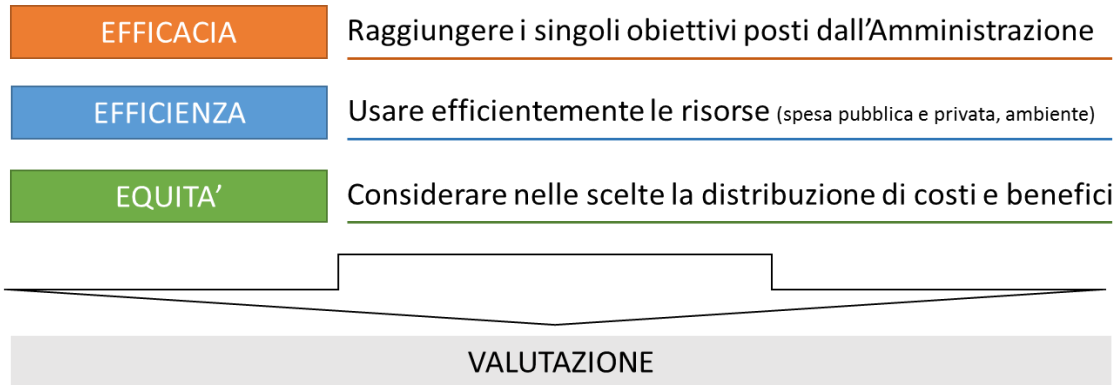 EFFICACIA Raggiungere i singoli obiettivi posti dall'Amministrazione
EFFICIENZA Usare efficientemente le risorse (spesa pubblica e privata, ambiente)
EQUITA' Considerare nelle scelte la distribuzione di costi e benefici
VALUTAZIONE